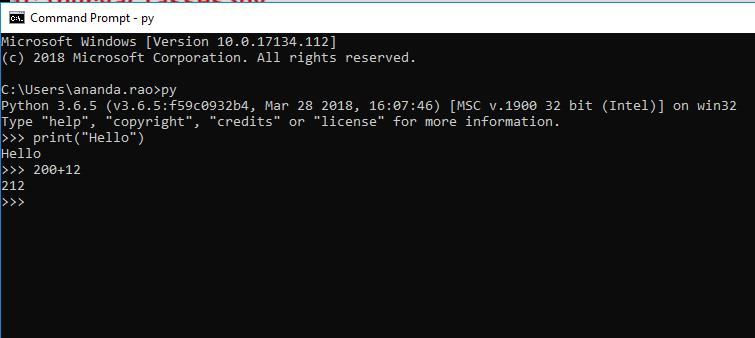 Command Prompt - py
Microsoft Windows [Version 10.0.17134.112]
(c) 2018 Microsoft Corporation. All rights reserved.
C:\Users\ananda.rao>py
Python 3.6.5 (v3.6.5:f59c0932b4, Mar 28 2018, 16:07:46) [MSC v.1900 32 bit (Intel)] on win32
Type "help", "copyright", "credits" or "license" for more information.
>>> print("Hello")
Hello
>>> 200+12
212
>>>